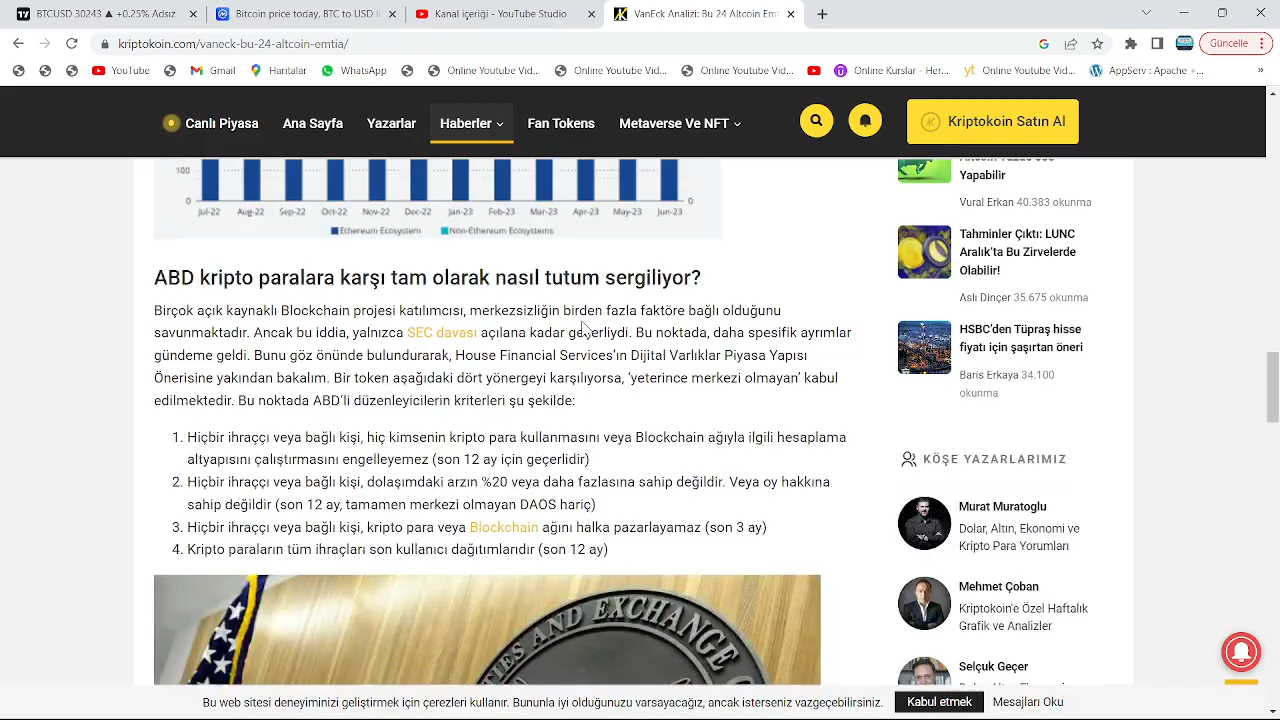 BTCUSD 30243 ▲ +0.25% Adsız
Bitcoin price today, BTC to USD li
Kanal İçeriği - YouTube Studio
VanEck Analizi: Bu 24 Altcoin Emt
kriptokoin.com/vaneck-bu-24-altcoin-emtia/
Güncelle
YouTube
Gmail
Haritalar
WhatsApp
Online Youtube Vid...
Online Youtube Vid...
Online Youtube Vid...
Online Kurslar - Her...
yt Online Youtube Vid...
AppServ : Apache +...
Canlı Piyasa
Ana Sayfa
Yazarlar
Haberler
Fan Tokens
Metaverse Ve NFT
Kriptokoin Satın Al
100
0
0
Jul-22 Aug-22 Sep-22 Oct-22 Nov-22 Dec-22 Jan-23 Feb-23 Mar-23 Apr-23 May-23 Jun-23
Ethereum Ecosystem Non-Ethereum Ecosystems
ABD kripto paralara karşı tam olarak nasıl tutum sergiliyor?
Birçok açık kaynaklı Blockchain projesi katılımcısı, merkezsizliğin birden fazla faktöre bağlı olduğunu
savunmaktadır. Ancak bu iddia, yalnızca SEC davası açılana kadar geçerliydi. Bu noktada, daha spesifik ayrımlar
gündeme geldi. Bunu göz önünde bulundurarak, House Financial Services'ın Dijital Varlıklar Piyasa Yapısı
Önerisine yakından bakalım. Bir token aşağıdaki dört yönergeyi karşılıyorsa, 'yeterince merkezi olmayan' kabul
edilmektedir. Bu noktada ABD'li düzenleyicilerin kriterleri şu şekilde:
1. Hiçbir ihraççı veya bağlı kişi, hiç kimsenin kripto para kullanmasını veya Blockchain ağıyla ilgili hesaplama
altyapısını çalıştırmasını engelleyemez (son 12 ay için geçerlidir)
2. Hiçbir ihraççı veya bağlı kişi, dolaşımdaki arzın %20 veya daha fazlasına sahip değildir. Veya oy hakkına
sahip değildir (son 12 ay, tamamen merkezi olmayan DAOS hariç)
3. Hiçbir ihraççı veya bağlı kişi, kripto para veya Blockchain ağını halka pazarlayamaz (son 3 ay)
4. Kripto paraların tüm ihraçları son kullanıcı dağıtımlarıdır (son 12 ay)
IES AND EXCHANGE
Yapabilir
Vural Erkan 40.383 okunma
Tahminler Çıktı: LUNC
Aralık'ta Bu Zirvelerde
Olabilir!
Aslı Dinçer 35.675 okunma
HSBC'den Tüpraş hisse
fiyatı için şaşırtan öneri
Baris Erkaya 34.100
okunma
KÖŞE YAZARLARIMIZ
Murat Muratoglu
Dolar, Altın, Ekonomi ve
Kripto Para Yorumları
Mehmet Çoban
Kriptokoin'e Özel Haftalık
Grafik ve Analizler
Selçuk Geçer
eyiminizi geliştirmek için çerezleri kullanır. Bununla iyi olduğunuzu varsayacağız, ancak isterseniz vazgeçebilirsiniz.
Kabul etmek
Mesajları Oku